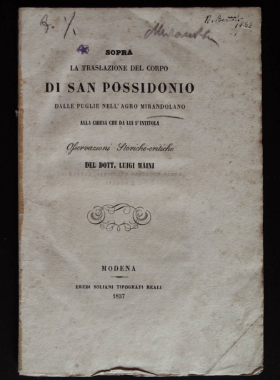 SOPRA
LA TRASLAZIONE DEL CORPO
DI SAN POSSIDONIO
DALLE PUGLIE NELL'AGRO MIRANDOLANO
ALLA CHIESA CHE DA LUI S'INTITOLA
Osservazioni Storiche-critiche
DEL DOTT. LUIGI MAINI
MODENA
EREDI SOLIANI TIPOGRAFI REALI
1857